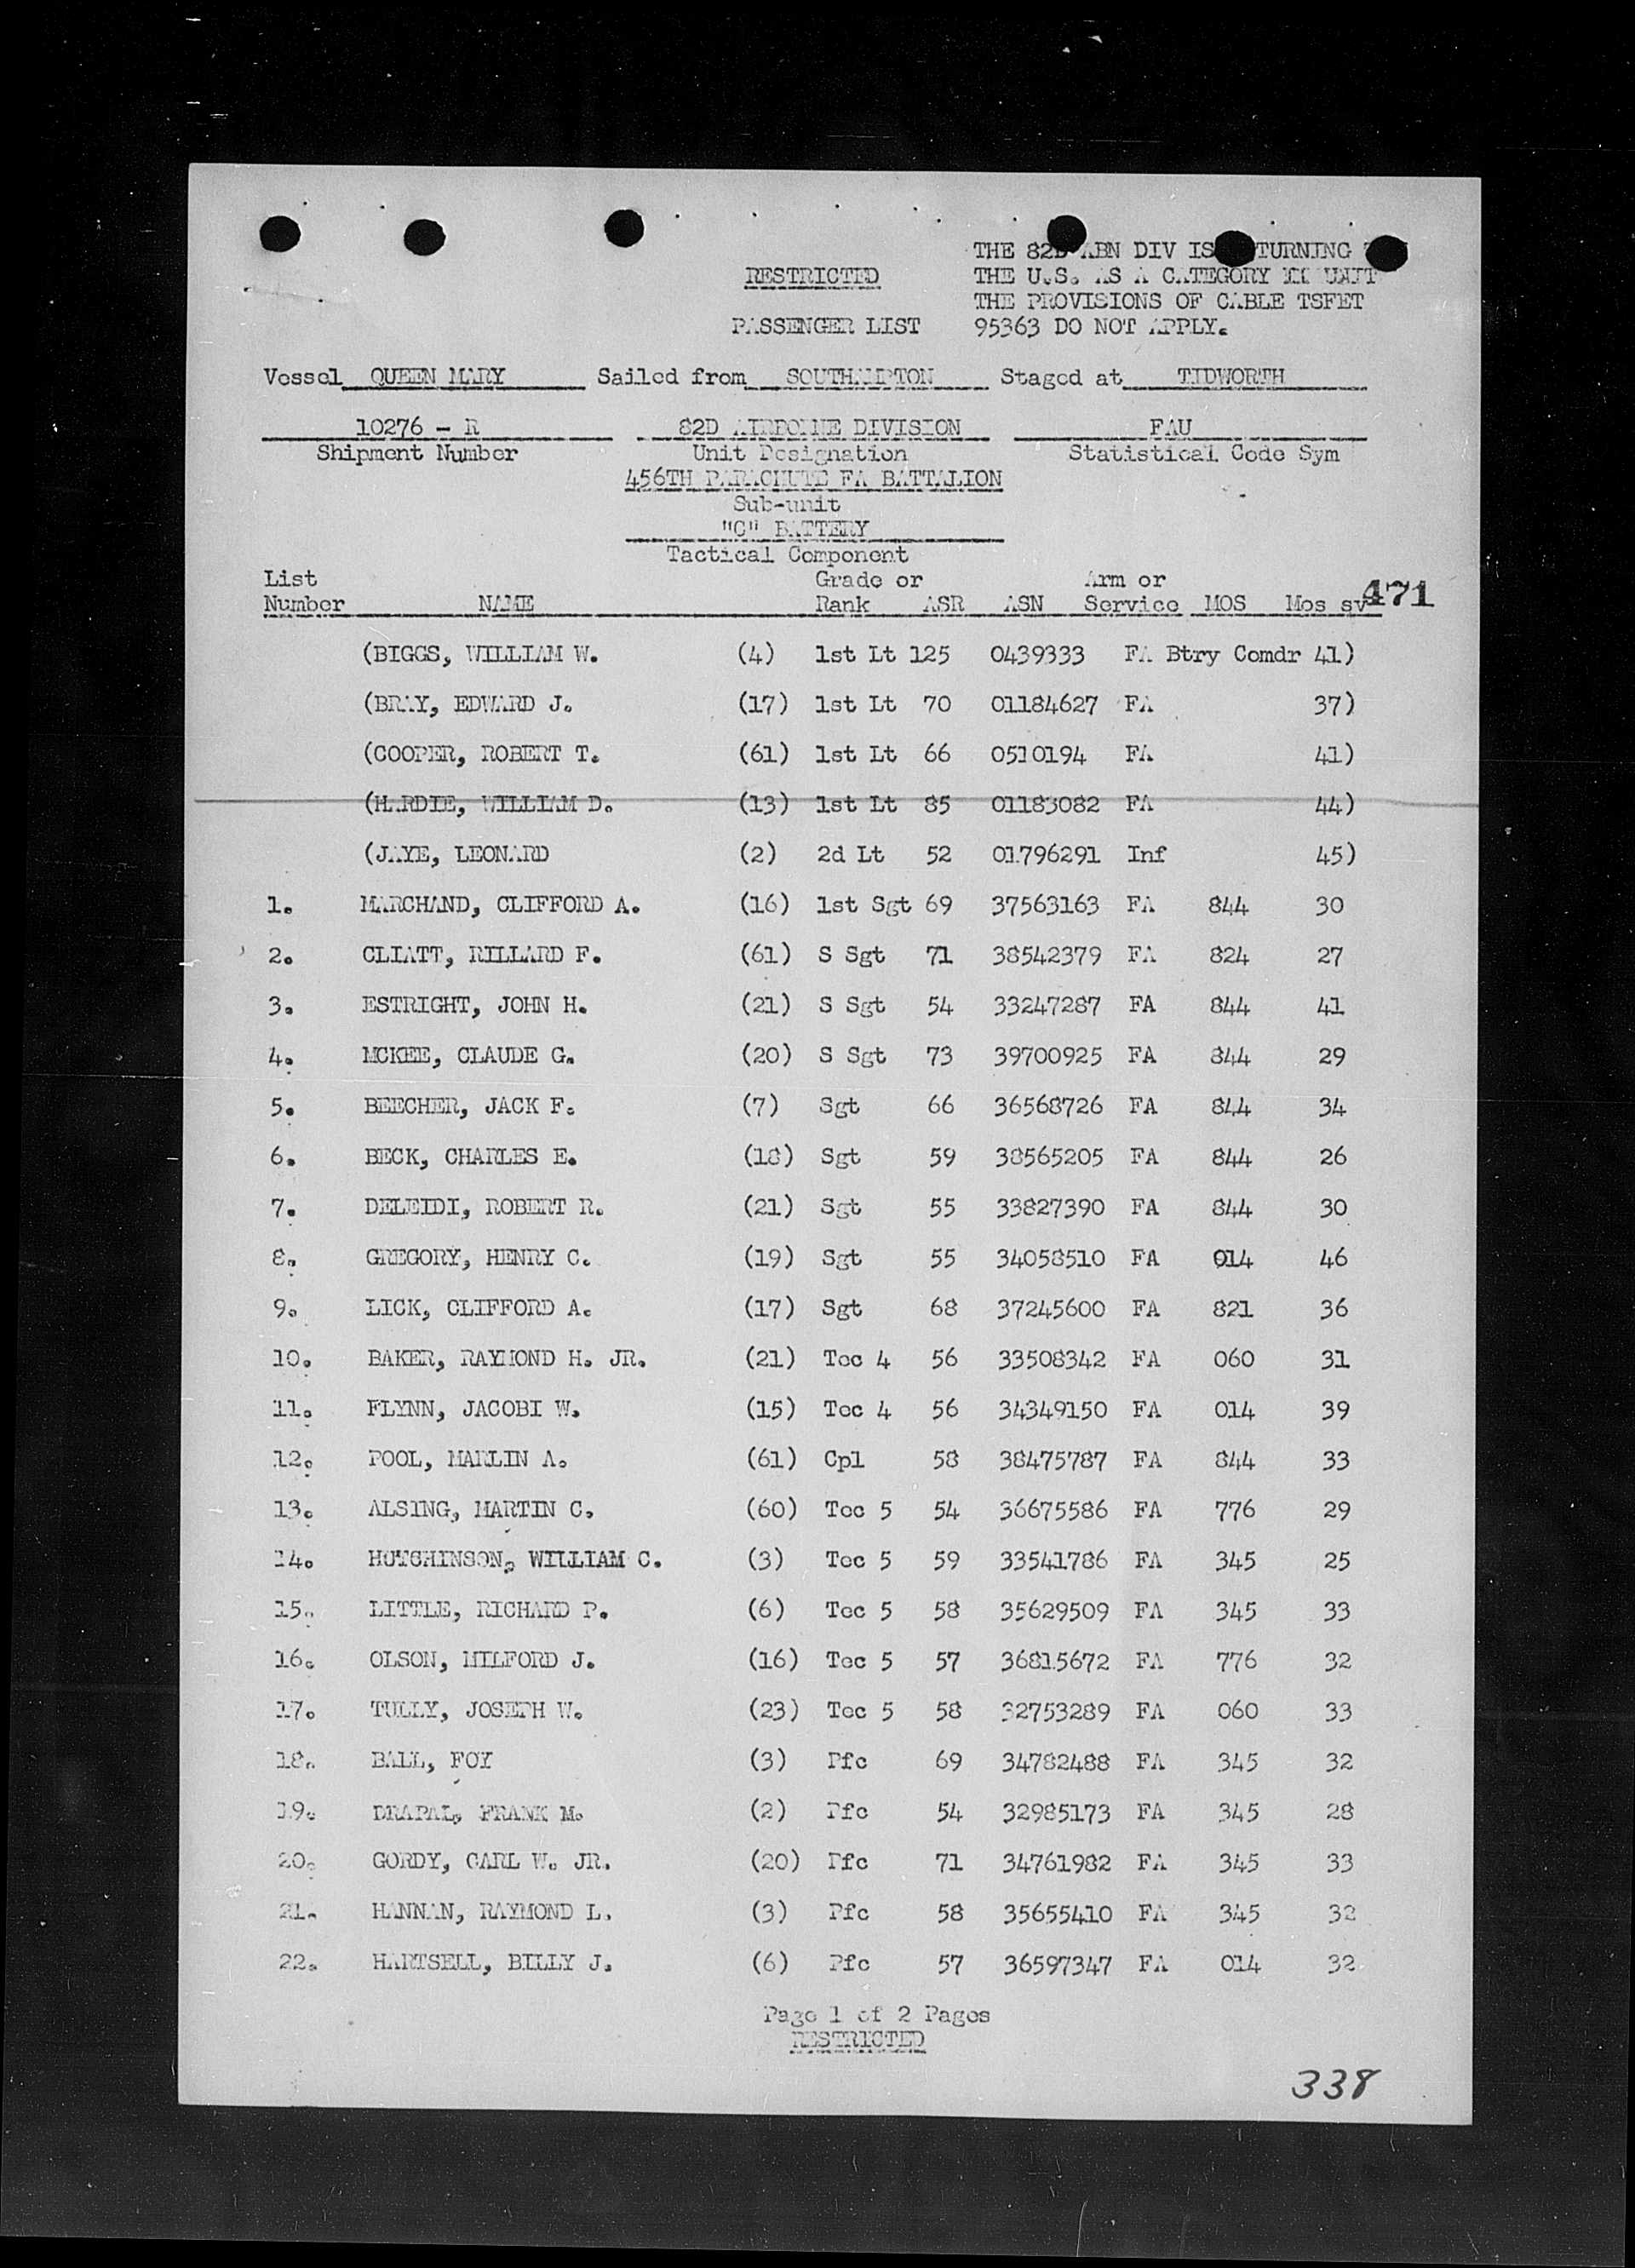 THE 82D ABN DIV IS TURNING
RESTRICTED THE U.S. AS A CATEGORY II UNIT
THE PROVISIONS OF CABLE TSFET
PASSENGER LIST 95363 DO NOT APPLY.
Vessel QUEEN MARY Sailed from SOUTHAMPTON Staged at TIDWORTH
10276 - R 82D AIRBORNE DIVISION FAU
Shipment Number Unit Designation Statistical Code Sym
456TH PARACHUTE FA BATTALION
Sub-unit
"C" BATTERY
Tactical Component
List Grade or Arm or
Number NAME Rank ASR ASN Service MOS Mos sv 471
(BIGGS, WILLIAM W. (4) 1st Lt 125 0439333 FA Btry Comdr 41)
(BRAY, EDWARD J. (17) 1st Lt 70 01184627 FA 37)
(COOPER, ROBERT T. (61) 1st Lt 66 0510194 FA 41)
(HARDIE, WILLIAM D. (13) 1st Lt 85 01183082 FA 44)
(JAYE, LEONARD (2) 2d Lt 52 01796291 Inf 45)
1. MARCHAND, CLIFFORD A. (16) 1st Sgt 69 37563163 FA 844 30
2. CLIATT, RILLARD F. (61) S Sgt 71 38542379 FA 824 27
3. ESTRIGHT, JOHN H. (21) S Sgt 54 33247287 FA 844 41
4. MCKEE, CLAUDE G. (20) S Sgt 73 39700925 FA 844 29
5. BEECHER, JACK F. (7) Sgt 66 36568726 FA 844 34
6. BECK, CHARLES E. (18) Sgt 59 38565205 FA 844 26
7. DELEIDI, ROBERT R. (21) Sgt 55 33827390 FA 844 30
8. GREGORY, HENRY C. (19) Sgt 55 34058510 FA 014 46
9. LICK, CLIFFORD A. (17) Sgt 68 37245600 FA 821 36
10. BAKER, RAYMOND H. JR. (21) Tec 4 56 33508342 FA 060 31
11. FLYNN, JACOBI W. (15) Tec 4 56 34349150 FA 014 39
12. POOL, MARLIN A. (61) Cpl 58 38475787 FA 844 33
13. ALSING, MARTIN C. (60) Tec 5 54 36675586 FA 776 29
14. HUTCHINSON, WILLIAM C. (3) Tec 5 59 33541786 FA 345 25
15. LITTLE, RICHARD P. (6) Tec 5 58 35629509 FA 345 33
16. OLSON, MILFORD J. (16) Tec 5 57 36815672 FA 776 32
17. TULLY, JOSEPH W. (23) Tec 5 58 32753289 FA 060 33
18. BALL, FOY (3) Pfc 69 34782488 FA 345 32
19. DRAPAL, FRANK M. (2) Pfc 54 32985173 FA 345 28
20. GORDY, CARL W. JR. (20) Pfc 71 34761982 FA 345 33
21. HANNAN, RAYMOND L. (3) Pfc 58 35655410 FA 345 32
22. HARTSELL, BILLY J. (6) Pfc 57 36597347 FA 014 32
Page 1 of 2 Pages
RESTRICTED
338